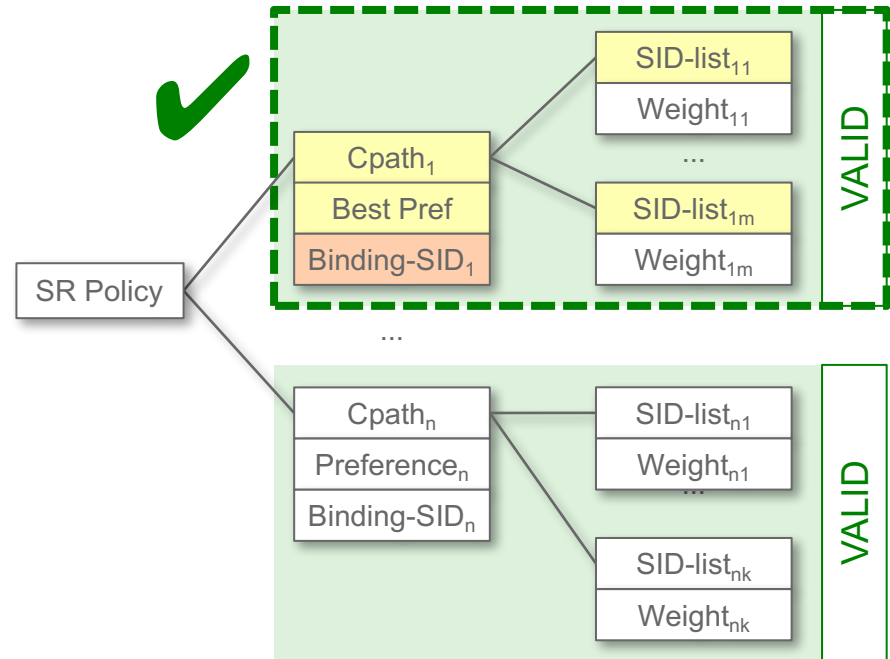 SID-list₁₁
Weight₁₁
...
Cpath₁
Best Pref
Binding-SID₁
SID-list₁ₘ
Weight₁ₘ
VALID
SR Policy
...
Cpathₙ
Preferenceₙ
Binding-SIDₙ
SID-listₙ₁
Weightₙ₁
...
SID-listₙₖ
Weightₙₖ
VALID